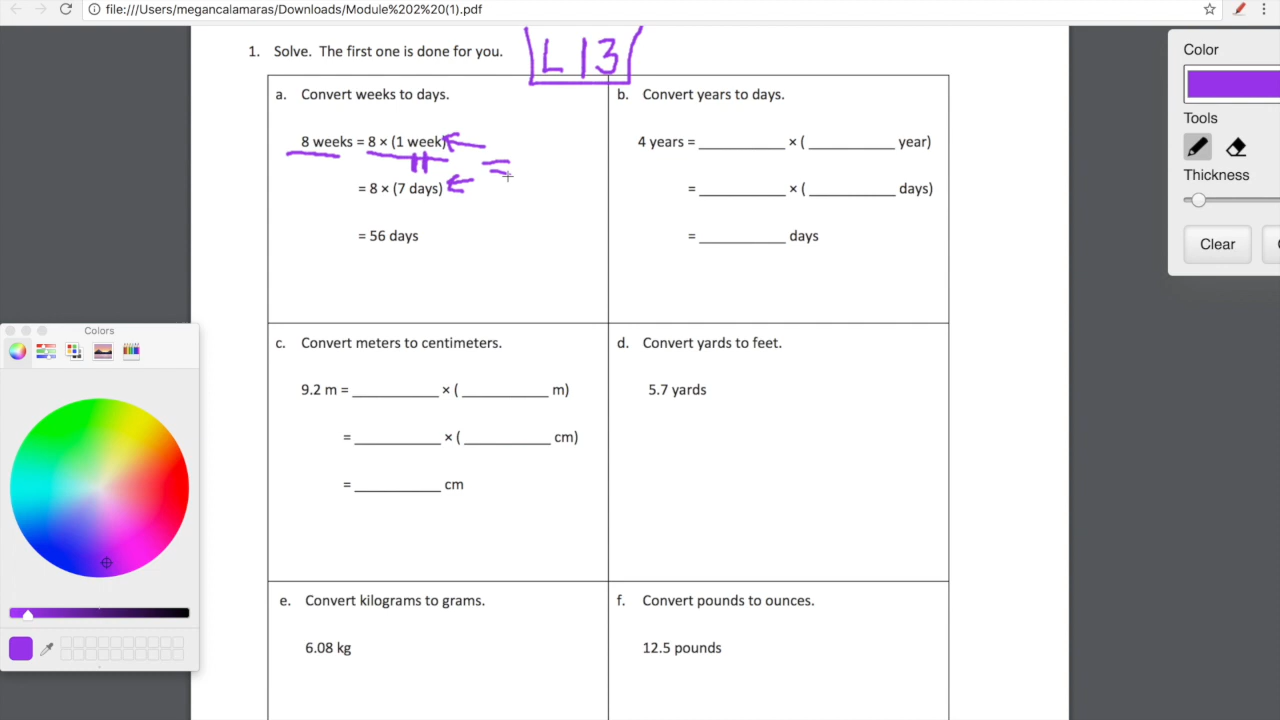 file:///Users/megancalamaras/Downloads/Module%202%20(1).pdf
1. Solve. The first one is done for you.
L13
a. Convert weeks to days.
8 weeks = 8 × (1 week)
= 8 × (7 days)
= 56 days
=
b. Convert years to days.
4 years = ___________ × ( ___________ year)
= ___________ × ( ___________ days)
= ___________ days
c. Convert meters to centimeters.
9.2 m = ___________ × ( ___________ m)
= ___________ × ( ___________ cm)
= ___________ cm
d. Convert yards to feet.
5.7 yards
e. Convert kilograms to grams.
6.08 kg
f. Convert pounds to ounces.
12.5 pounds
Color
Tools
Thickness
Clear
Colors